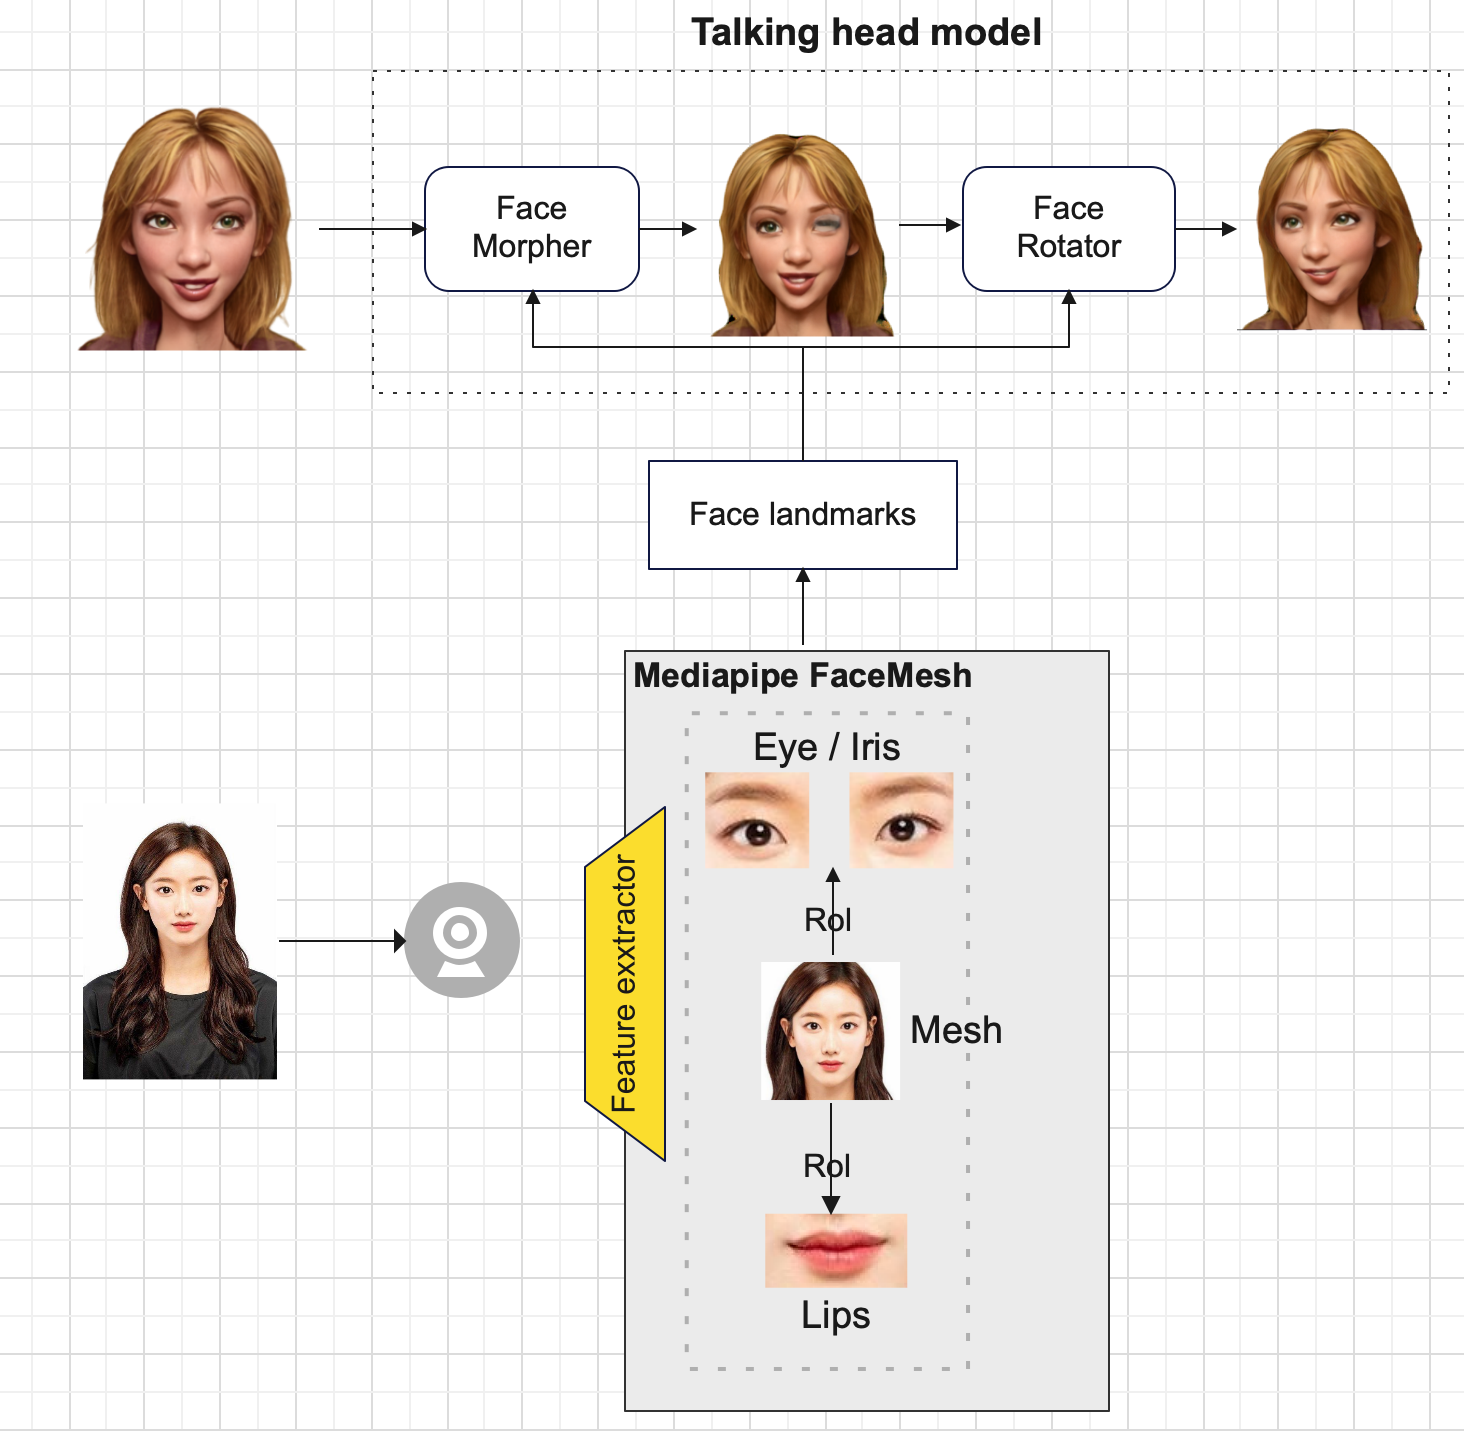 Talking head model
Face
Morpher
Face
Rotator
Face landmarks
Mediapipe FaceMesh
Eye / Iris
RoI
Feature exxtractor
Mesh
RoI
Lips